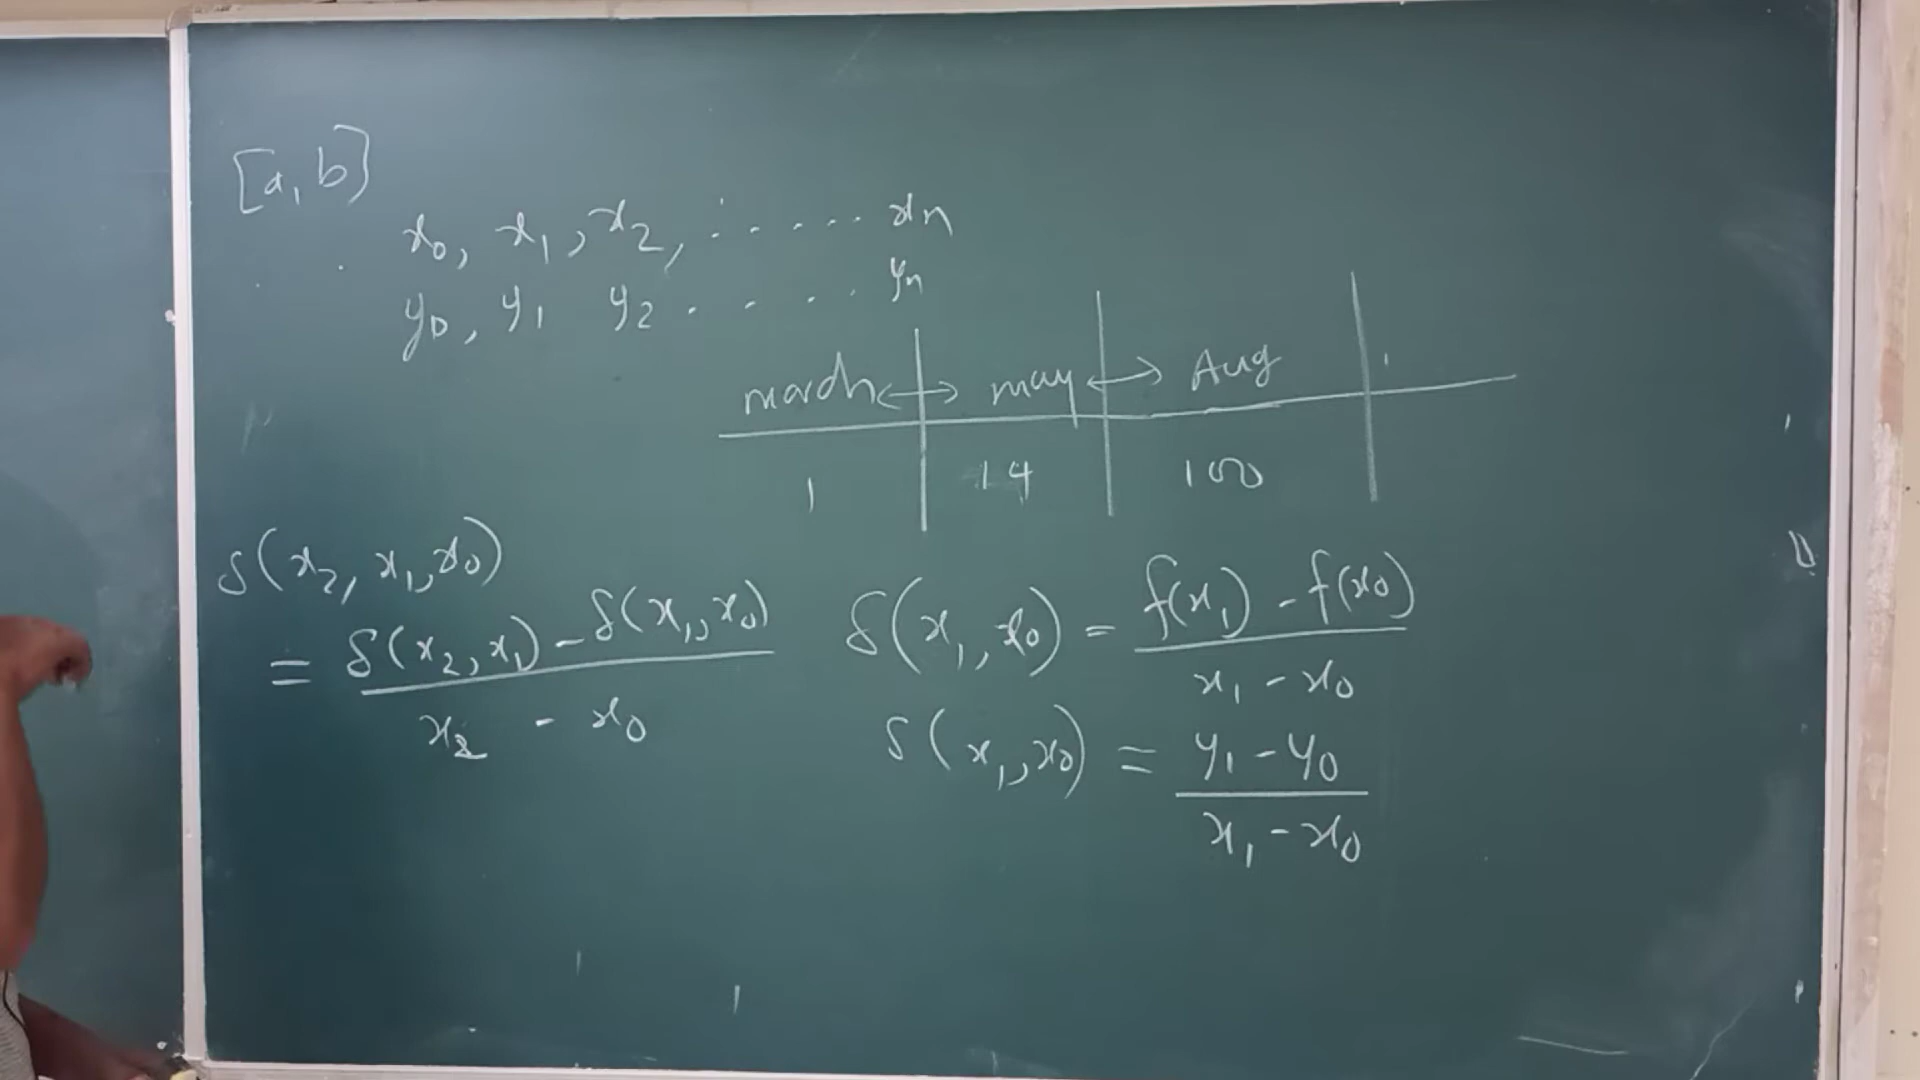 [a, b]
x₀, x₁, x₂, ...... xₙ
y₀, y₁ y₂ ..... yₙ
march ↔ may ↔ Aug
1 14 100
δ(x₂, x₁, x₀)
= (δ(x₂, x₁) - δ(x₁, x₀)) / (x₂ - x₀)
δ(x₁, x₀) = (f(x₁) - f(x₀)) / (x₁ - x₀)
δ(x₁, x₀) = (y₁ - y₀) / (x₁ - x₀)